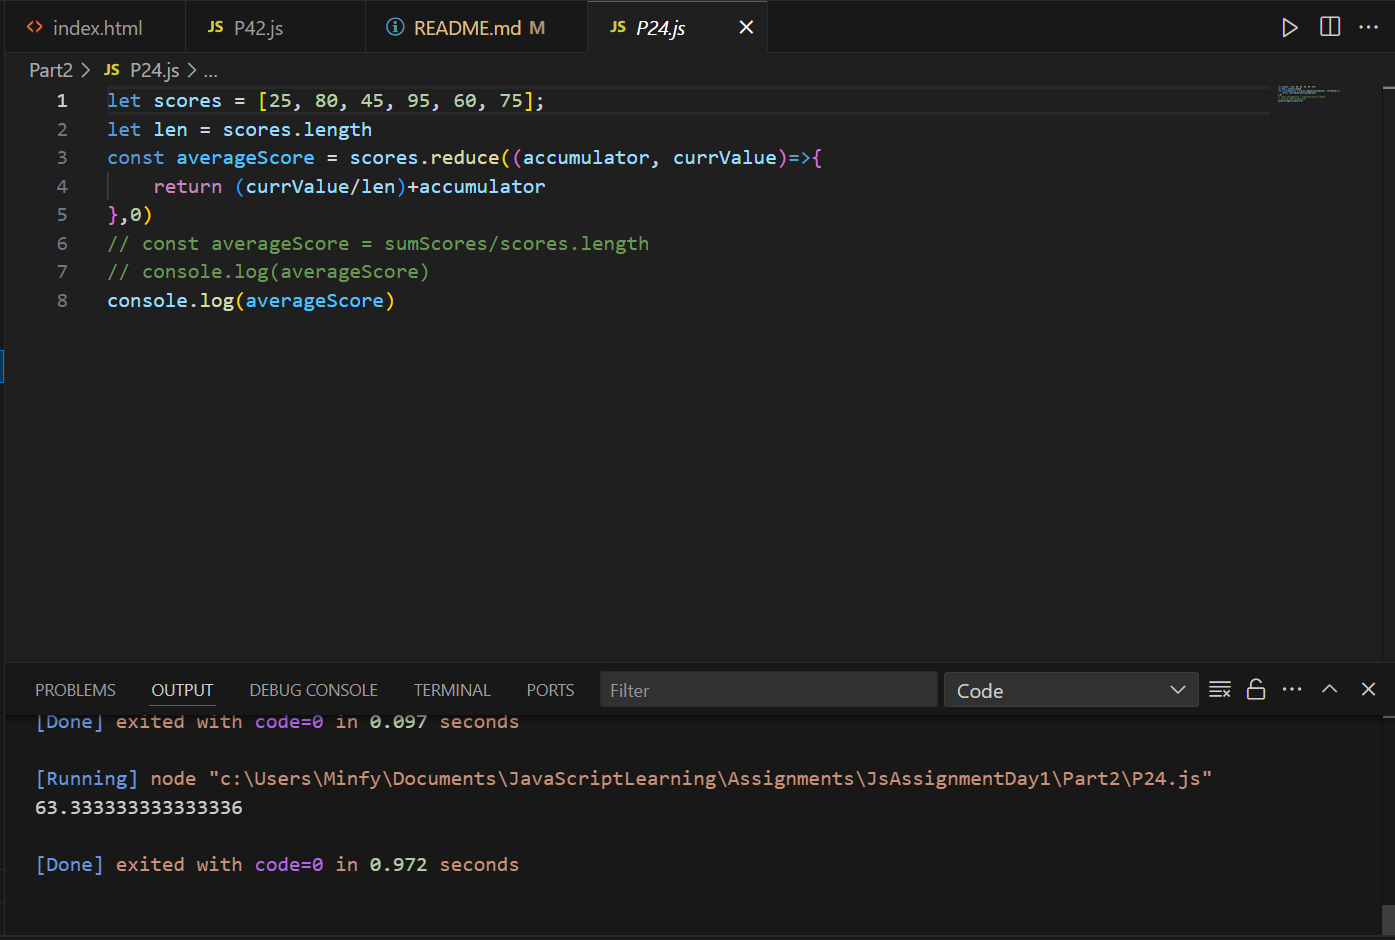 index.html JS P42.js README.md M JS P24.js
Part2 > JS P24.js > ...
1 let scores = [25, 80, 45, 95, 60, 75];
2 let len = scores.length
3 const averageScore = scores.reduce((accumulator, currValue)=>{
4 return (currValue/len)+accumulator
5 },0)
6 // const averageScore = sumScores/scores.length
7 // console.log(averageScore)
8 console.log(averageScore)
PROBLEMS OUTPUT DEBUG CONSOLE TERMINAL PORTS Filter Code
[Done] exited with code=0 in 0.097 seconds
[Running] node "c:\Users\Minfy\Documents\JavaScriptLearning\Assignments\JsAssignmentDay1\Part2\P24.js"
63.333333333333336
[Done] exited with code=0 in 0.972 seconds